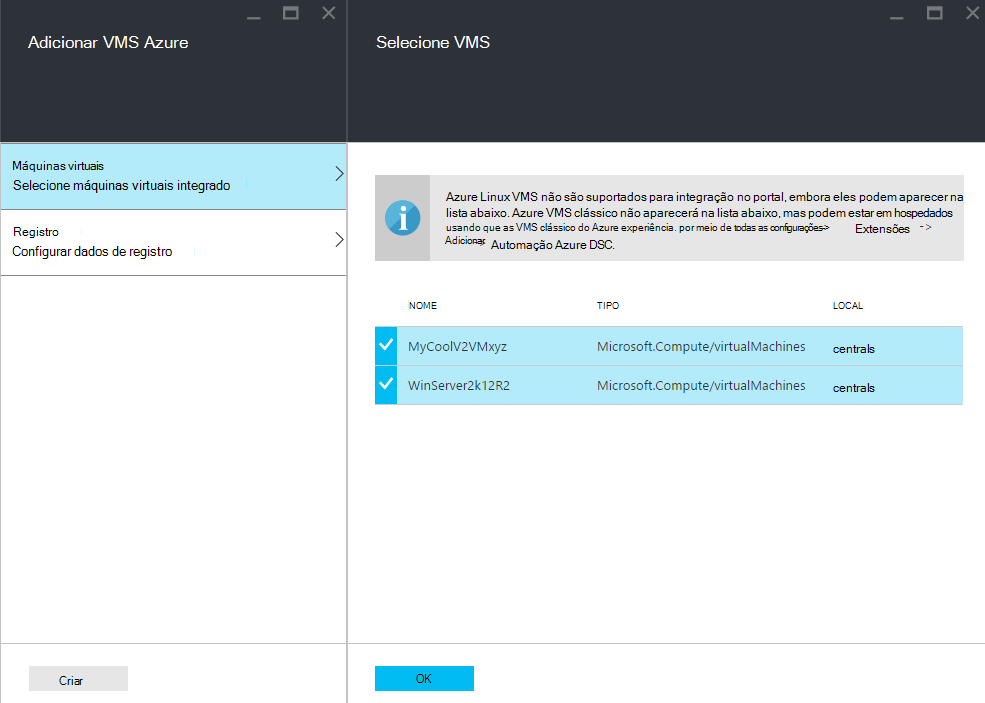 Adicionar VMS Azure
Máquinas virtuais
Selecione máquinas virtuais integrado
Registro
Configurar dados de registro
Criar
Selecione VMS
Azure Linux VMS não são suportados para integração no portal, embora eles podem aparecer na
lista abaixo. Azure VMS clássico não aparecerá na lista abaixo, mas podem estar em hospedados
usando que as VMS clássico do Azure experiência. por meio de todas as configurações-> Extensões ->
Adicionar Automação Azure DSC.
NOME TIPO LOCAL
MyCoolV2VMxyz Microsoft.Compute/virtualMachines centrals
WinServer2k12R2 Microsoft.Compute/virtualMachines centrals
OK